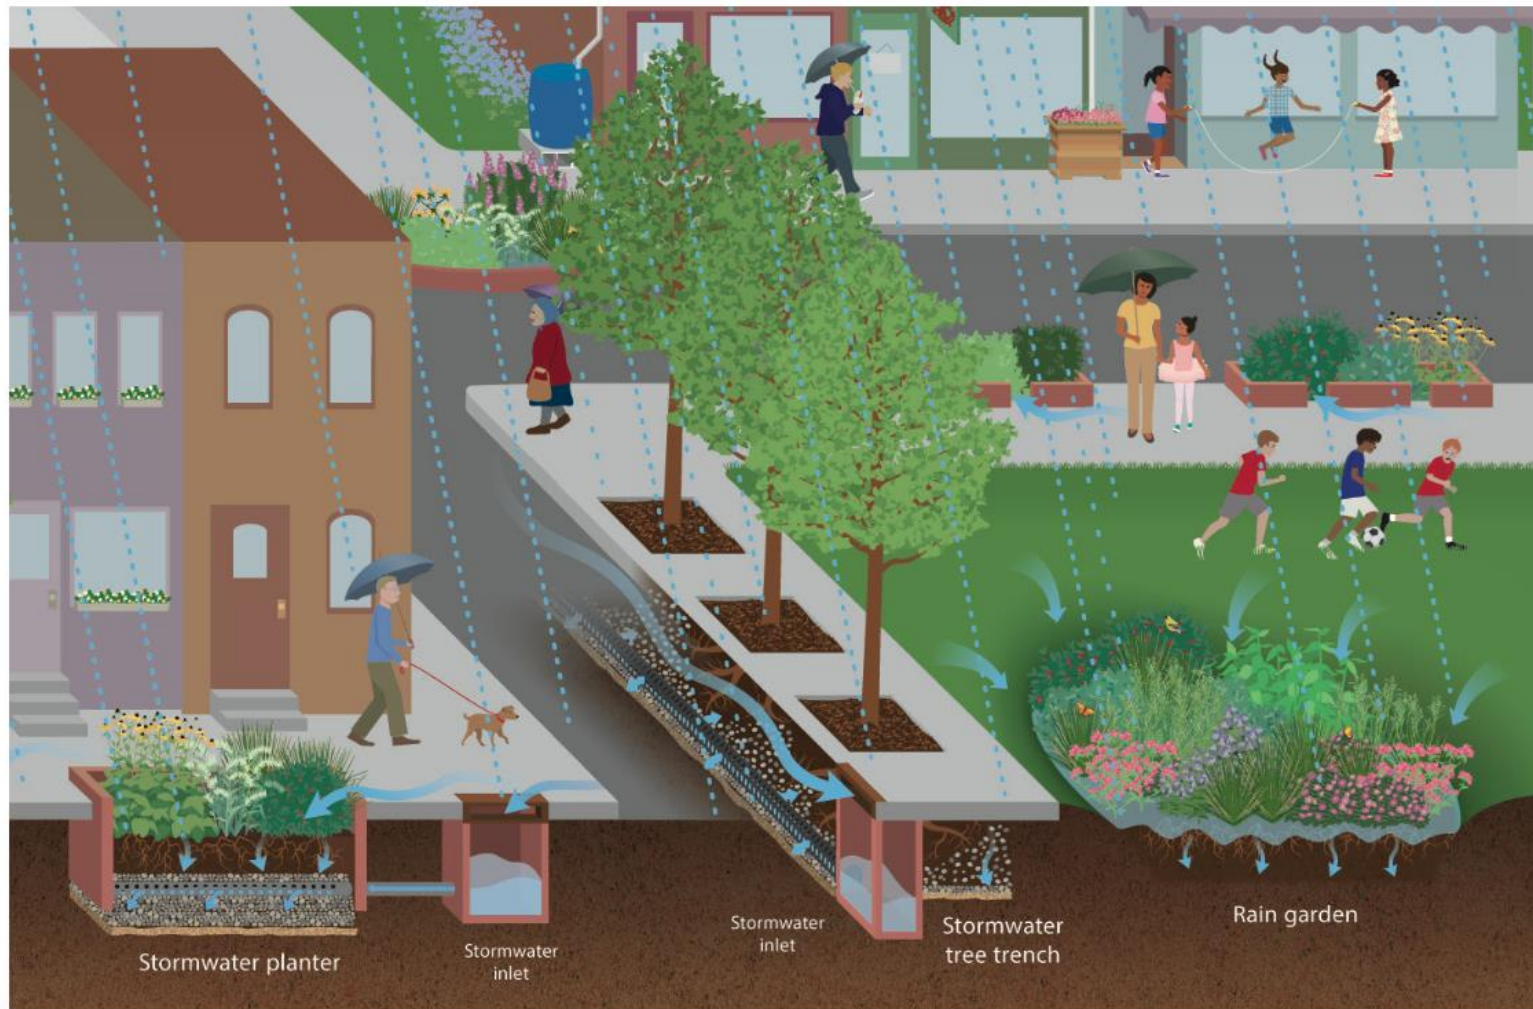 Stormwater planter
Stormwater
inlet
Stormwater
inlet
Stormwater
tree trench
Rain garden